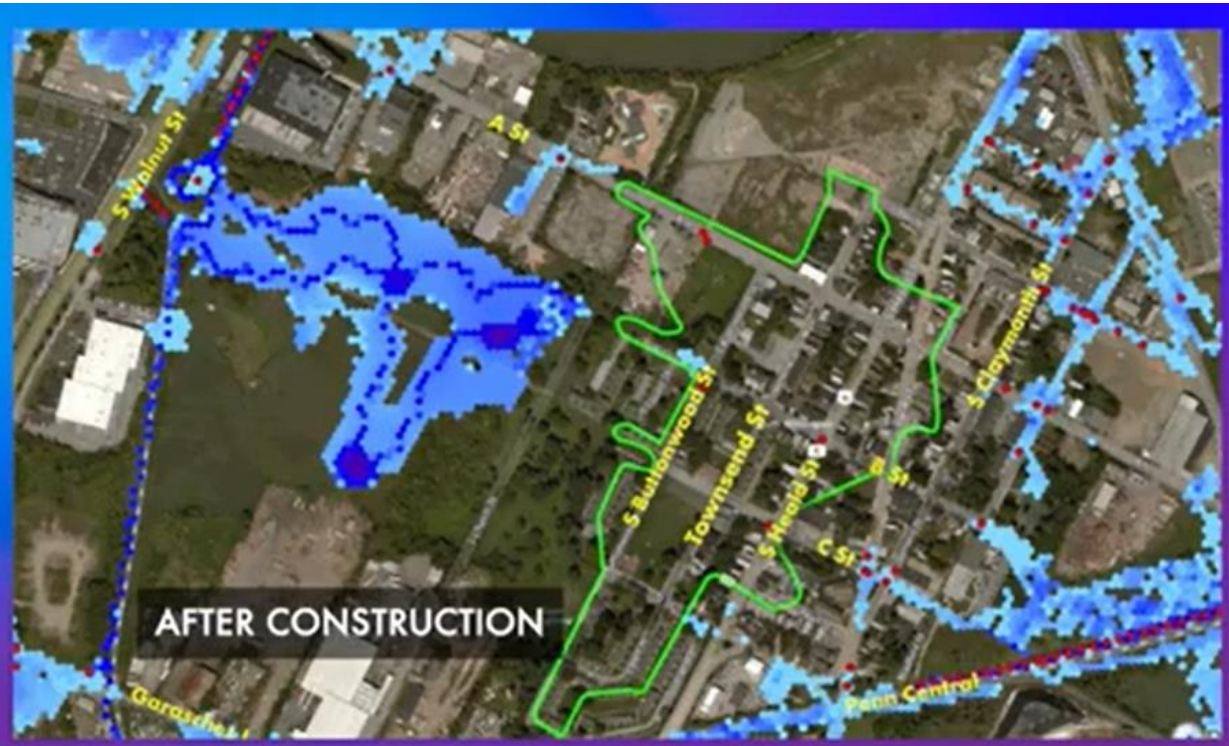 A St
S Walnut St
S Claymont St
S Buttonwood St
Townsend St
S Heald St
B St
C St
AFTER CONSTRUCTION
Penn Central